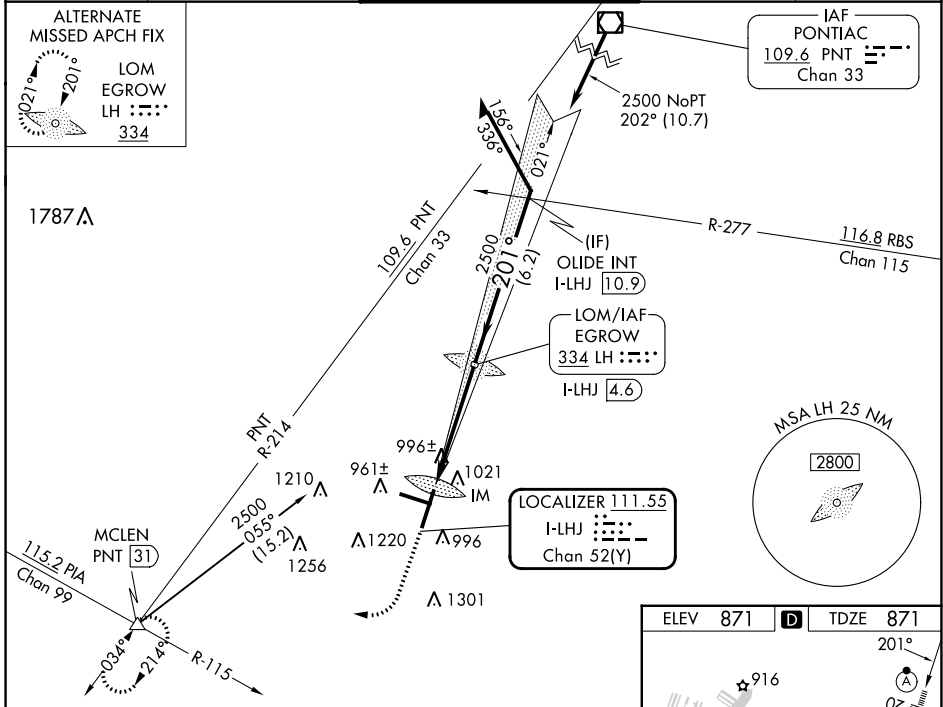 ALTERNATE
MISSED APCH FIX
021°
201°
LOM
EGROW
LH
334
IAF
PONTIAC
109.6 PNT
Chan 33
2500 NoPT
202° (10.7)
156°
336°
021°
1787
109.6 PNT
Chan 33
R-277
116.8 RBS
Chan 115
2500
201°
(6.2)
(IF)
OLIDE INT
I-LHJ 10.9
LOM/IAF
EGROW
334 LH
I-LHJ 4.6
PNT
R-214
MSA LH 25 NM
2800
996±
961±
1021
IM
1210
LOCALIZER 111.55
I-LHJ
Chan 52(Y)
2500
055°
(15.2)
1256
1220
996
MCLEN
PNT 31
115.2 PIA
Chan 99
1301
034°
214°
R-115
ELEV 871 D TDZE 871
201°
916
A